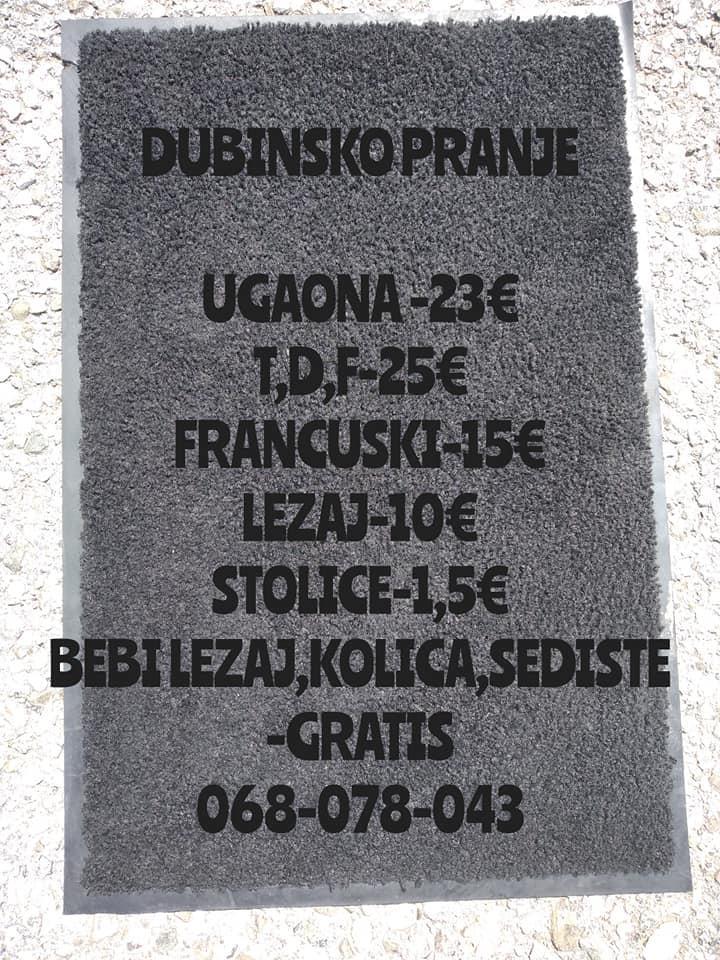 DUBINSKO PRANJE
UGAONA -23€
T,D,F-25€
FRANCUSKI-15€
LEZAJ-10€
STOLICE-1,5€
BEBI LEZAJ,KOLICA,SEDISTE
-GRATIS
068-078-043